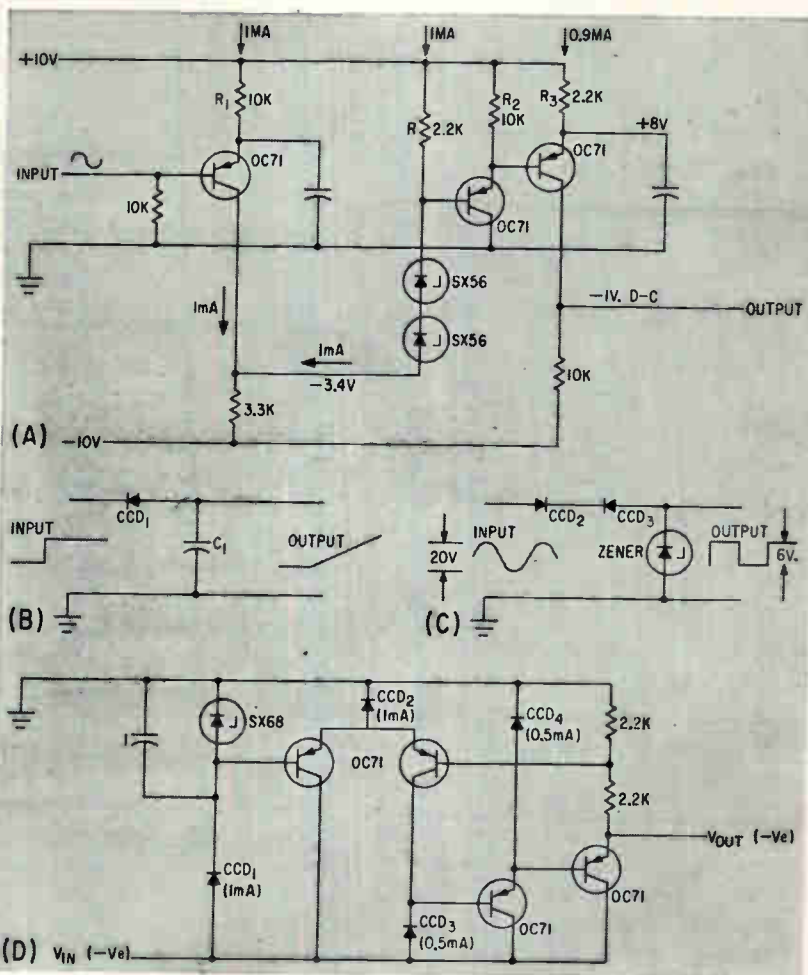 1MA 1MA 0.9MA
+10V
R1 10K R 2.2K R2 10K R3 2.2K
+8V
OC71 OC71
INPUT
10K
OC71
SX56
-1V. D-C OUTPUT
1mA
SX56
1mA
-3.4V
3.3K 10K
(A) -10V
CCD1
INPUT C1 OUTPUT
(B)
CCD2 CCD3
20V INPUT ZENER OUTPUT 6V.
(C)
CCD2 (1mA)
CCD4 (0.5mA)
SX68 2.2K
1
OC71
2.2K
VOUT (-Ve)
CCD1 (1mA)
OC71
OC71
CCD3 (0.5mA)
(D) VIN (-Ve)